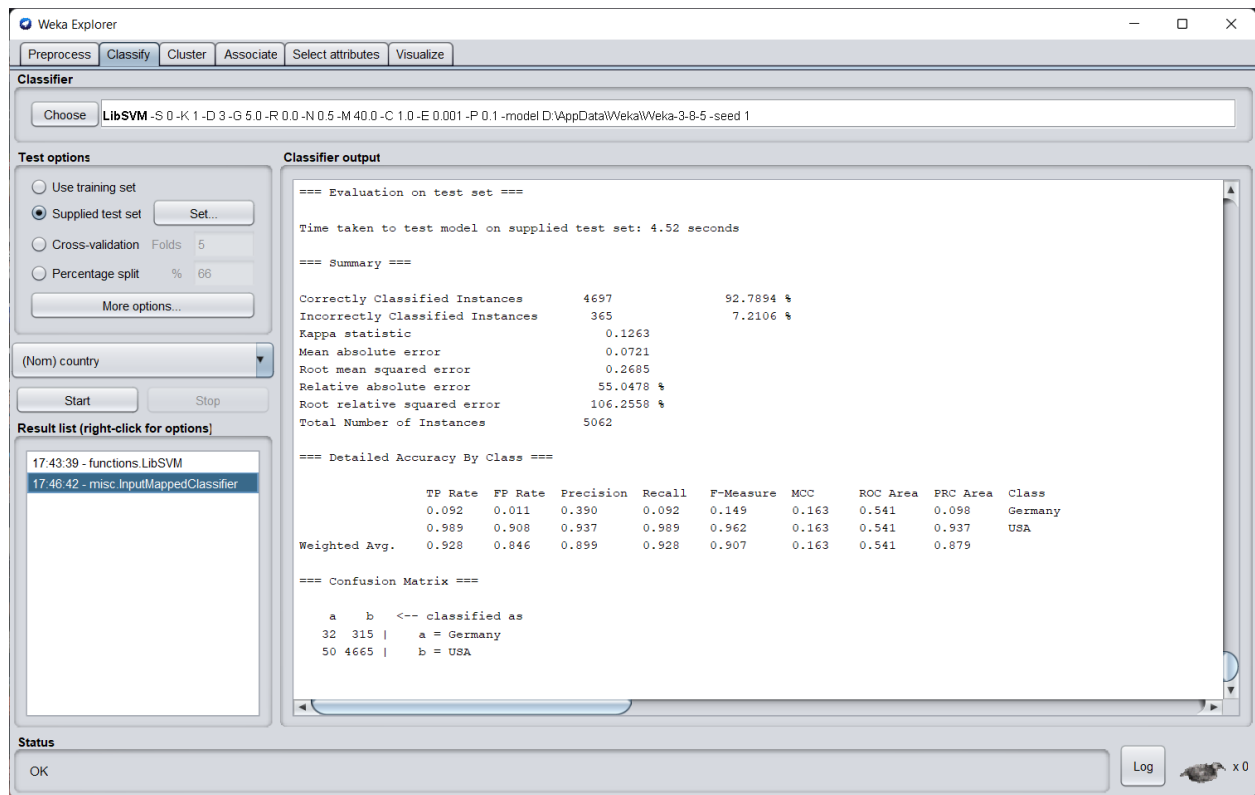 Weka Explorer
Preprocess Classify Cluster Associate Select attributes Visualize
Classifier
Choose LibSVM -S 0 -K 1 -D 3 -G 5.0 -R 0.0 -N 0.5 -M 40.0 -C 1.0 -E 0.001 -P 0.1 -model D:\AppData\Weka\Weka-3-8-5 -seed 1
Test options
Use training set
Supplied test set Set...
Cross-validation Folds 5
Percentage split % 66
More options...
(Nom) country
Start Stop
Result list (right-click for options)
17:43:39 - functions.LibSVM
17:46:42 - misc.InputMappedClassifier
Classifier output
=== Evaluation on test set ===
Time taken to test model on supplied test set: 4.52 seconds
=== Summary ===
Correctly Classified Instances 4697 92.7894 %
Incorrectly Classified Instances 365 7.2106 %
Kappa statistic 0.1263
Mean absolute error 0.0721
Root mean squared error 0.2685
Relative absolute error 55.0478 %
Root relative squared error 106.2558 %
Total Number of Instances 5062
=== Detailed Accuracy By Class ===
TP Rate FP Rate Precision Recall F-Measure MCC ROC Area PRC Area Class
0.092 0.011 0.390 0.092 0.149 0.163 0.541 0.098 Germany
0.989 0.908 0.937 0.989 0.962 0.163 0.541 0.937 USA
Weighted Avg. 0.928 0.846 0.899 0.928 0.907 0.163 0.541 0.879
=== Confusion Matrix ===
a b <-- classified as
32 315 | a = Germany
50 4665 | b = USA
Status
OK
Log x 0